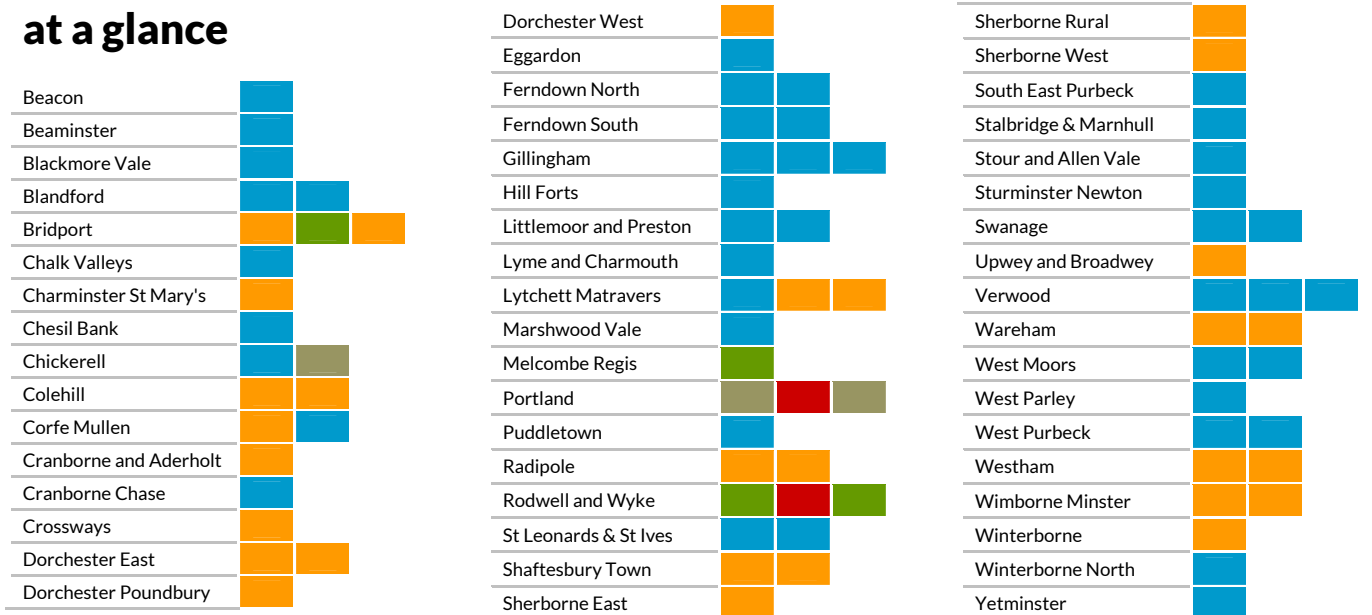 at a glance
Beacon
Beaminster
Blackmore Vale
Blandford
Bridport
Chalk Valleys
Charminster St Mary's
Chesil Bank
Chickerell
Colehill
Corfe Mullen
Cranborne and Aderholt
Cranborne Chase
Crossways
Dorchester East
Dorchester Poundbury
Dorchester West
Eggardon
Ferndown North
Ferndown South
Gillingham
Hill Forts
Littlemoor and Preston
Lyme and Charmouth
Lytchett Matravers
Marshwood Vale
Melcombe Regis
Portland
Puddletown
Radipole
Rodwell and Wyke
St Leonards & St Ives
Shaftesbury Town
Sherborne East
Sherborne Rural
Sherborne West
South East Purbeck
Stalbridge & Marnhull
Stour and Allen Vale
Sturminster Newton
Swanage
Upwey and Broadwey
Verwood
Wareham
West Moors
West Parley
West Purbeck
Westham
Wimborne Minster
Winterborne
Winterborne North
Yetminster